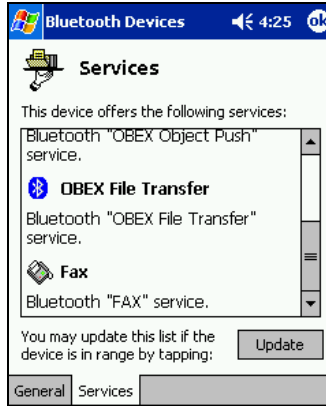 Bluetooth Devices 4:25 ok
Services
This device offers the following services:
Bluetooth "OBEX Object Push"
service.
OBEX File Transfer
Bluetooth "OBEX File Transfer"
service.
Fax
Bluetooth "FAX" service.
You may update this list if the
device is in range by tapping:
Update
General Services